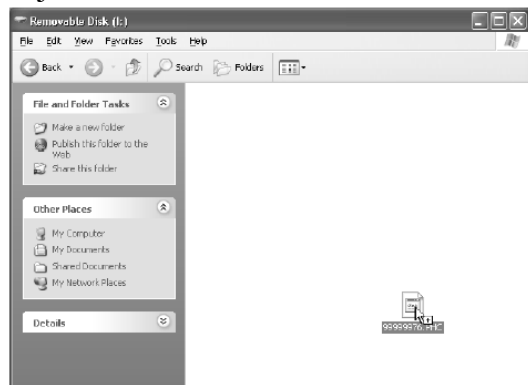 Removable Disk (I:)
File Edit View Favorites Tools Help
Back Search Folders
File and Folder Tasks
Make a new folder
Publish this folder to the
Web
Share this folder
Other Places
My Computer
My Documents
Shared Documents
My Network Places
Details